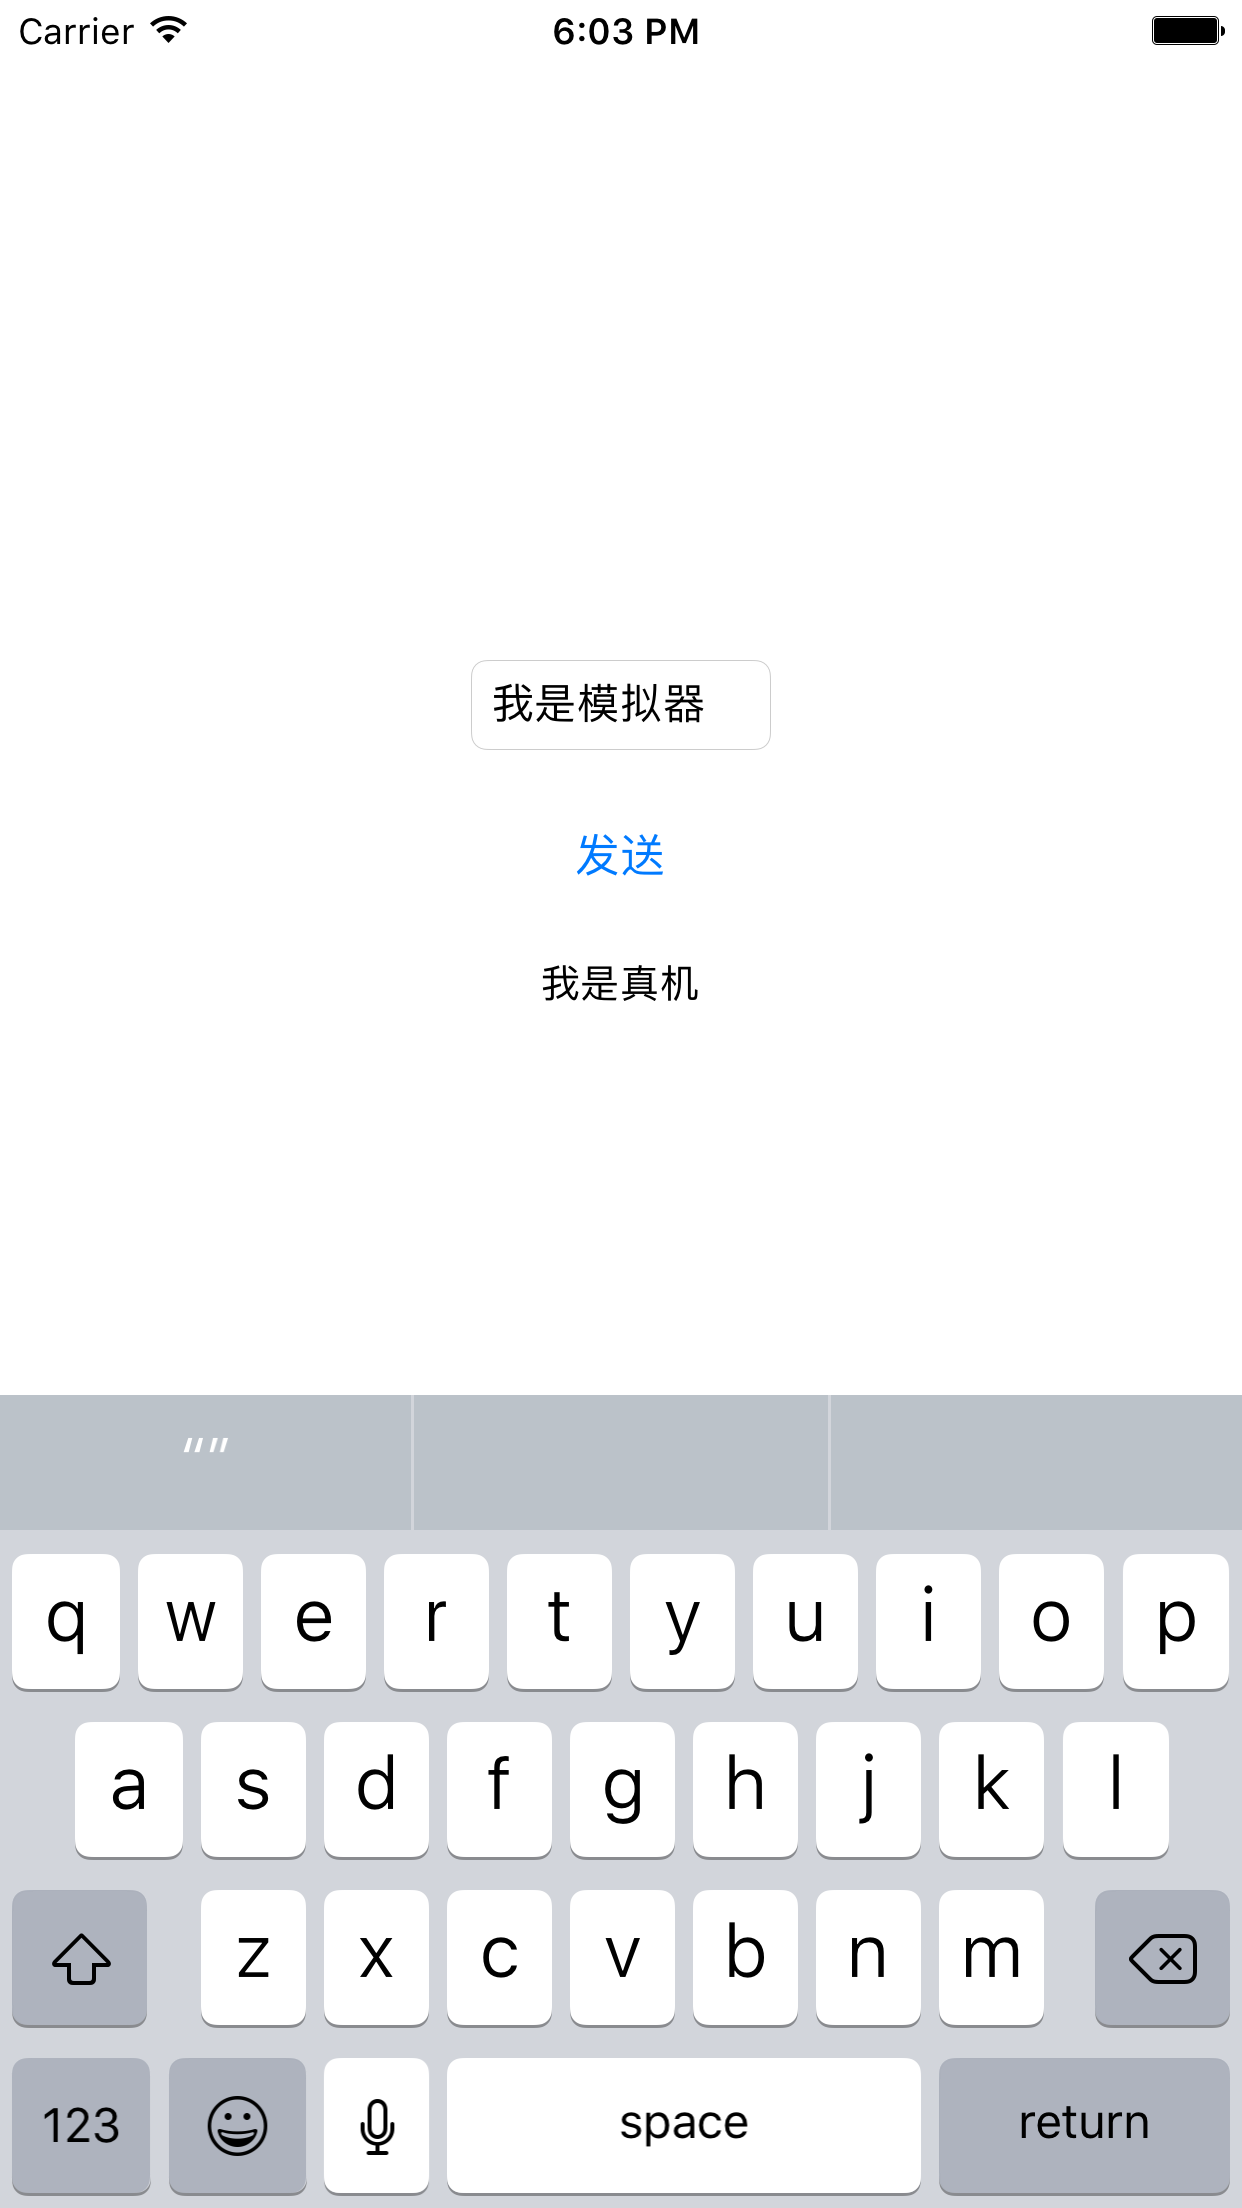 Carrier 6:03 PM
我是模拟器
发送
我是真机
“”
q w e r t y u i o p
a s d f g h j k l
z x c v b n m
123 space return